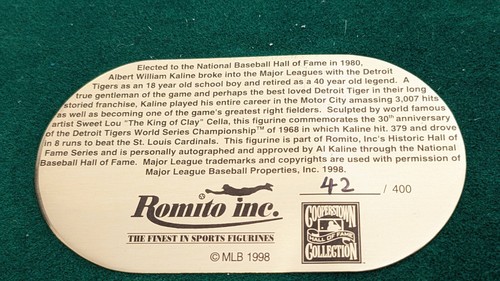 Elected to the National Baseball Hall of Fame in 1980,
Albert William Kaline broke into the Major Leagues with the Detroit
Tigers as an 18 year old school boy and retired as a 40 year old legend. A
true gentleman of the game and perhaps the best loved Detroit Tiger in their long
storied franchise, Kaline played his entire career in the Motor City amassing 3,007 hits
as well as becoming one of the game's greatest right fielders. Sculpted by world famous
artist Sweet Lou "The King of Clay" Cella, this figurine commemorates the 30th anniversary
of the Detroit Tigers World Series Championship™ of 1968 in which Kaline hit. 379 and drove
in 8 runs to beat the St. Louis Cardinals. This figurine is part of Romito, Inc's Historic Hall of
Fame Series and is personally autographed and approved by Al Kaline through the National
Baseball Hall of Fame. Major League trademarks and copyrights are used with permission of
Major League Baseball Properties, Inc. 1998.
42 / 400
Romito inc.
THE FINEST IN SPORTS FIGURINES
© MLB 1998
COOPERSTOWN
HALL OF FAME
COLLECTION